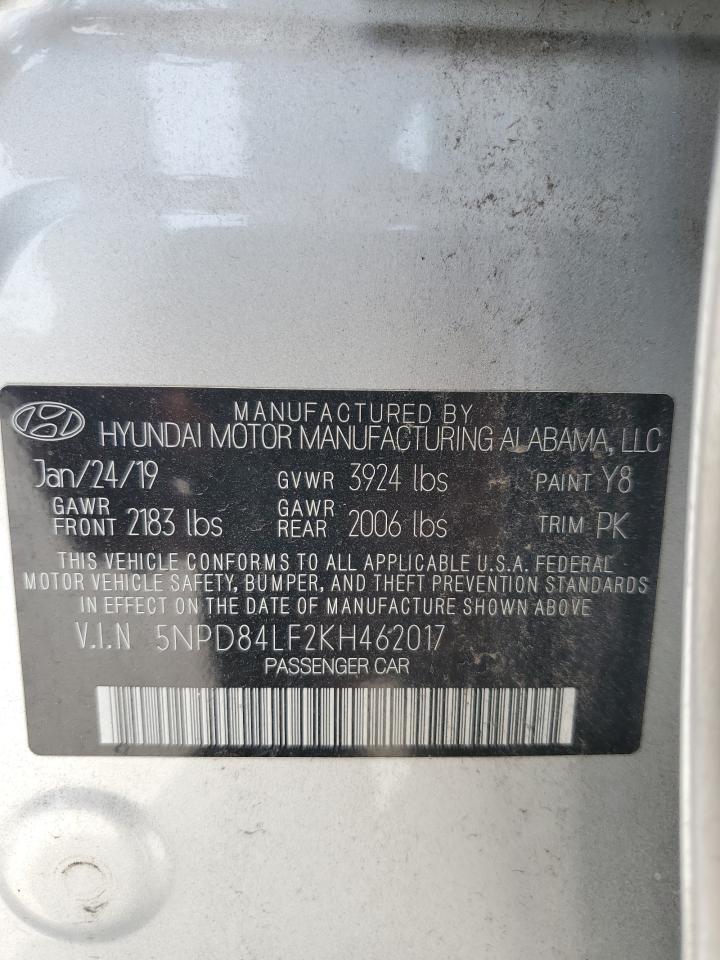 MANUFACTURED BY
HYUNDAI MOTOR MANUFACTURING ALABAMA, LLC
Jan/24/19 GVWR 3924 lbs PAINT Y8
GAWR FRONT 2183 lbs GAWR REAR 2006 lbs TRIM PK
THIS VEHICLE CONFORMS TO ALL APPLICABLE U.S.A. FEDERAL
MOTOR VEHICLE SAFETY, BUMPER, AND THEFT PREVENTION STANDARDS
IN EFFECT ON THE DATE OF MANUFACTURE SHOWN ABOVE.
V.I.N 5NPD84LF2KH462017
PASSENGER CAR